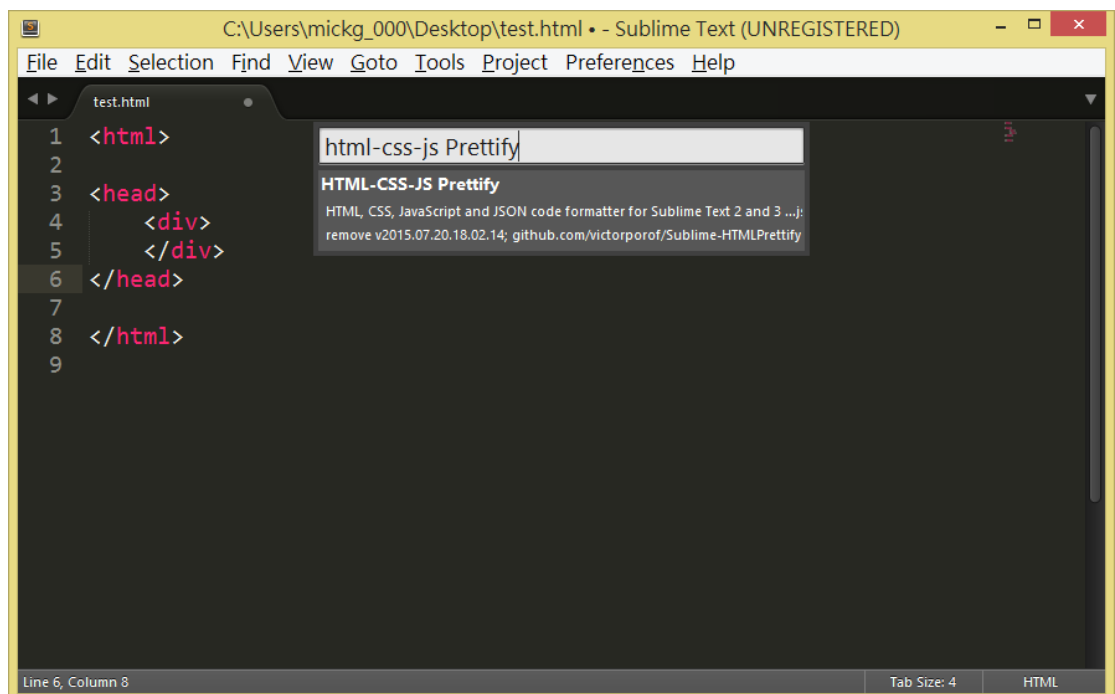 C:\Users\mickg_000\Desktop\test.html • - Sublime Text (UNREGISTERED)
File Edit Selection Find View Goto Tools Project Preferences Help
test.html
html-css-js Prettify
HTML-CSS-JS Prettify
HTML, CSS, JavaScript and JSON code formatter for Sublime Text 2 and 3 ...j
remove v2015.07.20.18.02.14; github.com/victorporof/Sublime-HTMLPrettify
1 <html>
2
3 <head>
4 <div>
5 </div>
6 </head>
7
8 </html>
9
Line 6, Column 8 Tab Size: 4 HTML